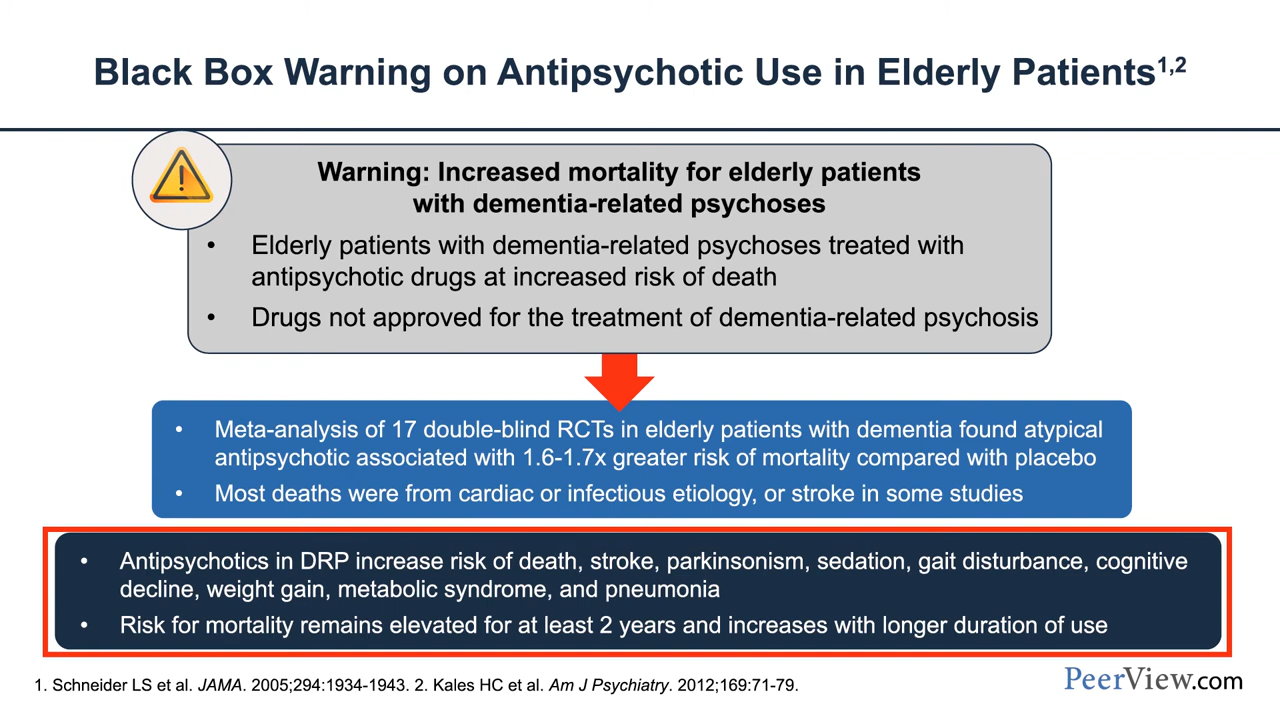 Black Box Warning on Antipsychotic Use in Elderly Patients1,2
Warning: Increased mortality for elderly patients
with dementia-related psychoses
• Elderly patients with dementia-related psychoses treated with
antipsychotic drugs at increased risk of death
• Drugs not approved for the treatment of dementia-related psychosis
• Meta-analysis of 17 double-blind RCTs in elderly patients with dementia found atypical
antipsychotic associated with 1.6-1.7x greater risk of mortality compared with placebo
• Most deaths were from cardiac or infectious etiology, or stroke in some studies
• Antipsychotics in DRP increase risk of death, stroke, parkinsonism, sedation, gait disturbance, cognitive
decline, weight gain, metabolic syndrome, and pneumonia
• Risk for mortality remains elevated for at least 2 years and increases with longer duration of use
1. Schneider LS et al. JAMA. 2005;294:1934-1943. 2. Kales HC et al. Am J Psychiatry. 2012;169:71-79.
PeerView.com